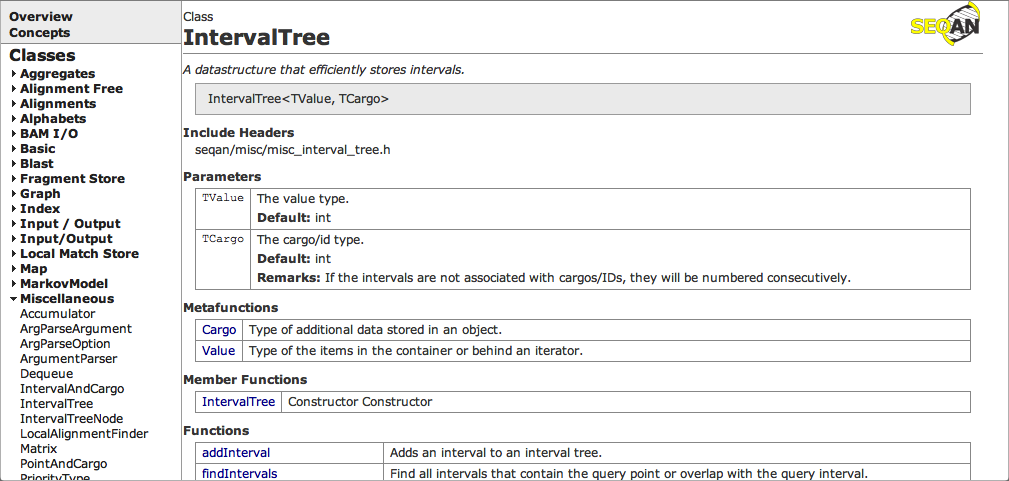 Overview
Concepts
Classes
Aggregates
Alignment Free
Alignments
Alphabets
BAM I/O
Basic
Blast
Fragment Store
Graph
Index
Input / Output
Input/Output
Local Match Store
Map
MarkovModel
Miscellaneous
Accumulator
ArgParseArgument
ArgParseOption
ArgumentParser
Dequeue
IntervalAndCargo
IntervalTree
IntervalTreeNode
LocalAlignmentFinder
Matrix
PointAndCargo
PriorityType
Class
IntervalTree
SEQAN
A datastructure that efficiently stores intervals.
IntervalTree<TValue, TCargo>
Include Headers
seqan/misc/misc_interval_tree.h
Parameters
TValue The value type.
Default: int
TCargo The cargo/id type.
Default: int
Remarks: If the intervals are not associated with cargos/IDs, they will be numbered consecutively.
Metafunctions
Cargo Type of additional data stored in an object.
Value Type of the items in the container or behind an iterator.
Member Functions
IntervalTree Constructor Constructor
Functions
addInterval Adds an interval to an interval tree.
findIntervals Find all intervals that contain the query point or overlap with the query interval.